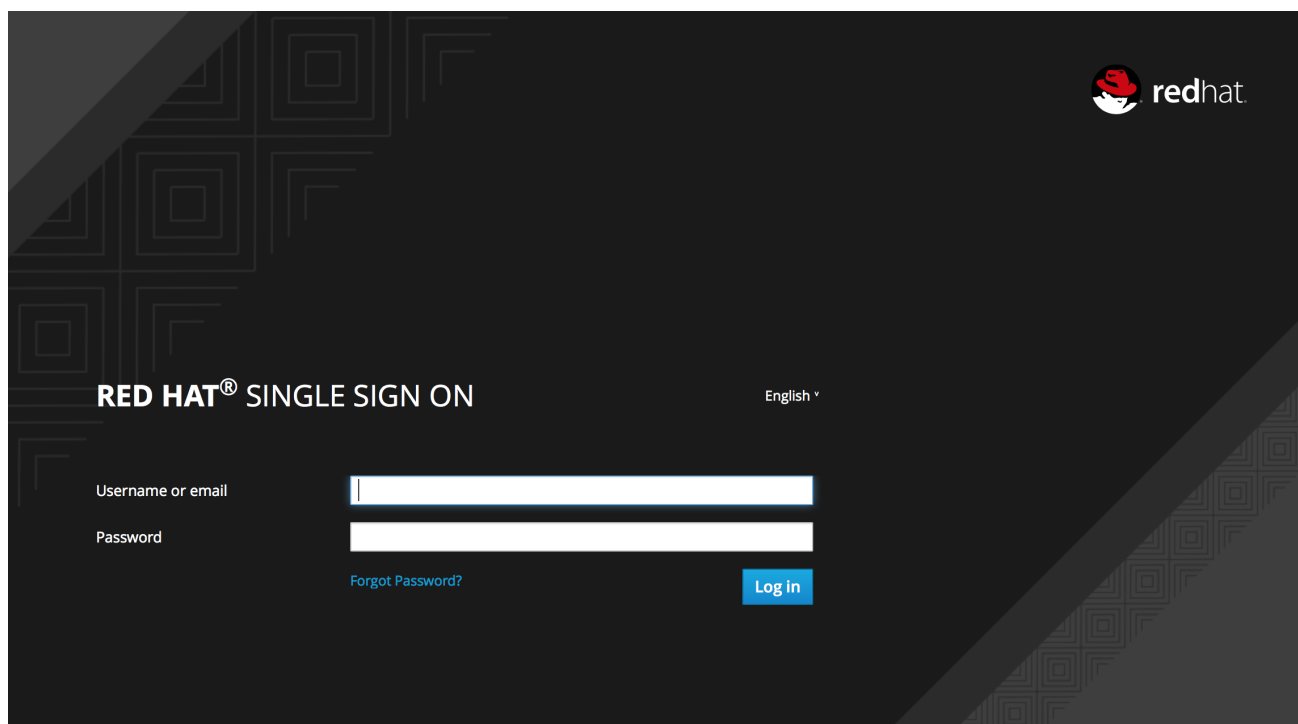 redhat.
RED HAT® SINGLE SIGN ON
English ˅
Username or email
Password
Forgot Password?
Log in